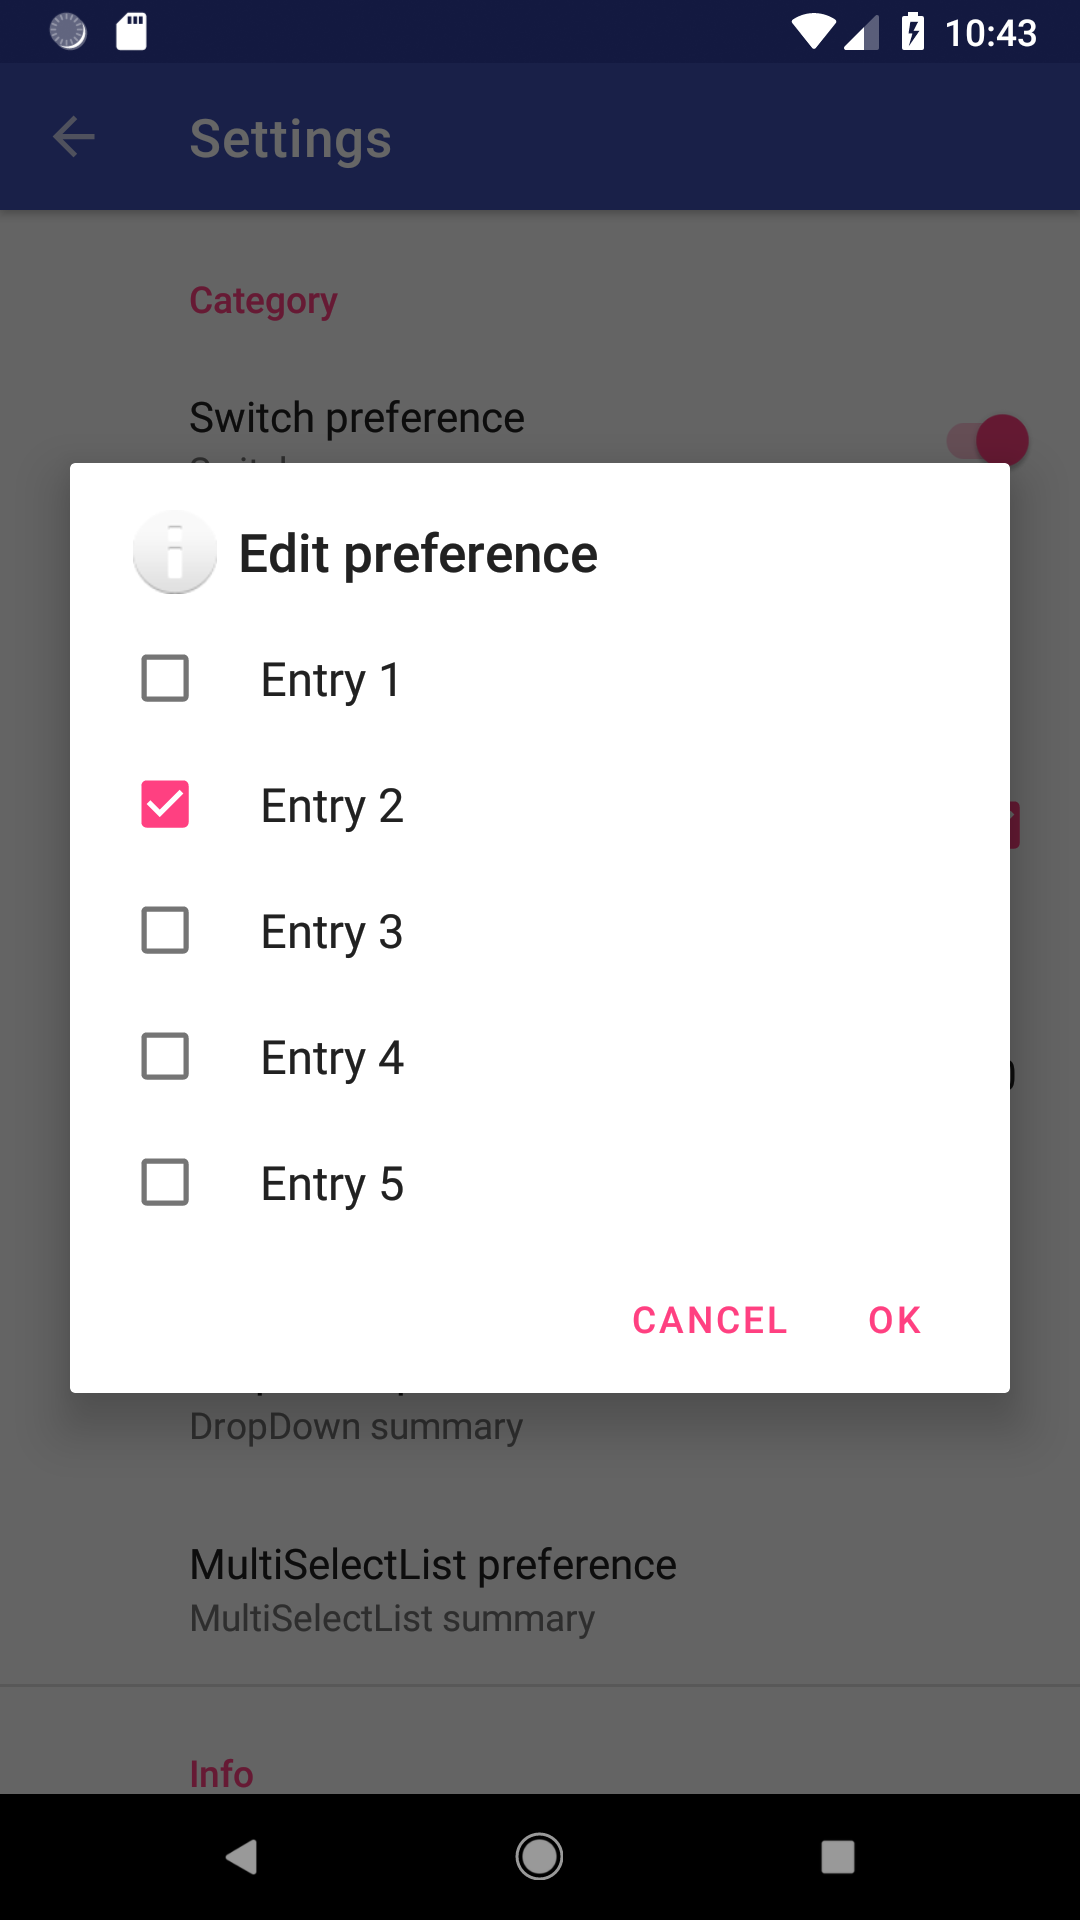 10:43
Settings
Category
Switch preference
Edit preference
Entry 1
Entry 2
Entry 3
Entry 4
Entry 5
CANCEL OK
DropDown summary
MultiSelectList preference
MultiSelectList summary
Info